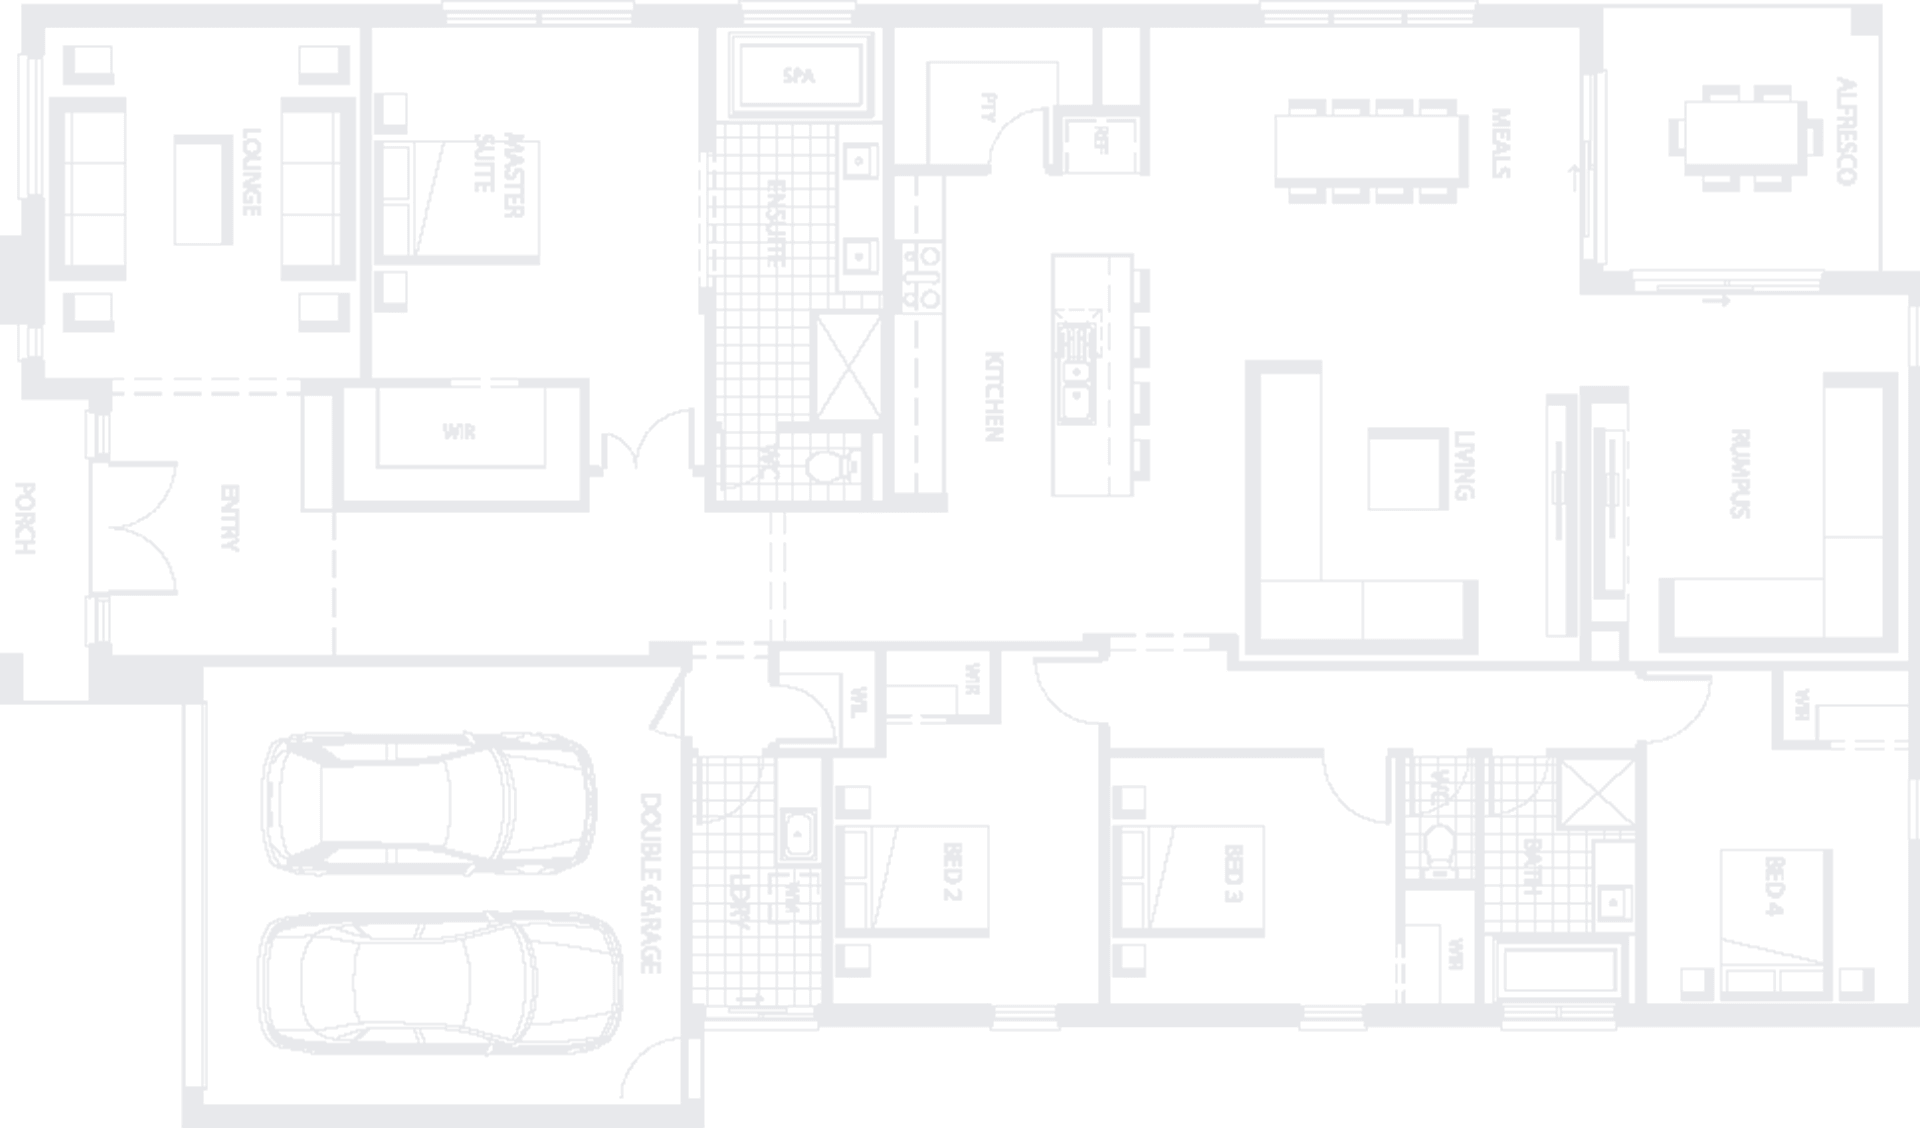 SPA
PTY
REF
ALFRESCO
MEALS
LOUNGE
MASTER
SUITE
ENSUITE
KITCHEN
WIR
WC
LIVING
RUMPUS
PORCH
ENTRY
WIL
WIR
WIR
DOUBLE GARAGE
LDRY
WM
BED 2
BED 3
WC
BATH
WIR
BED 4